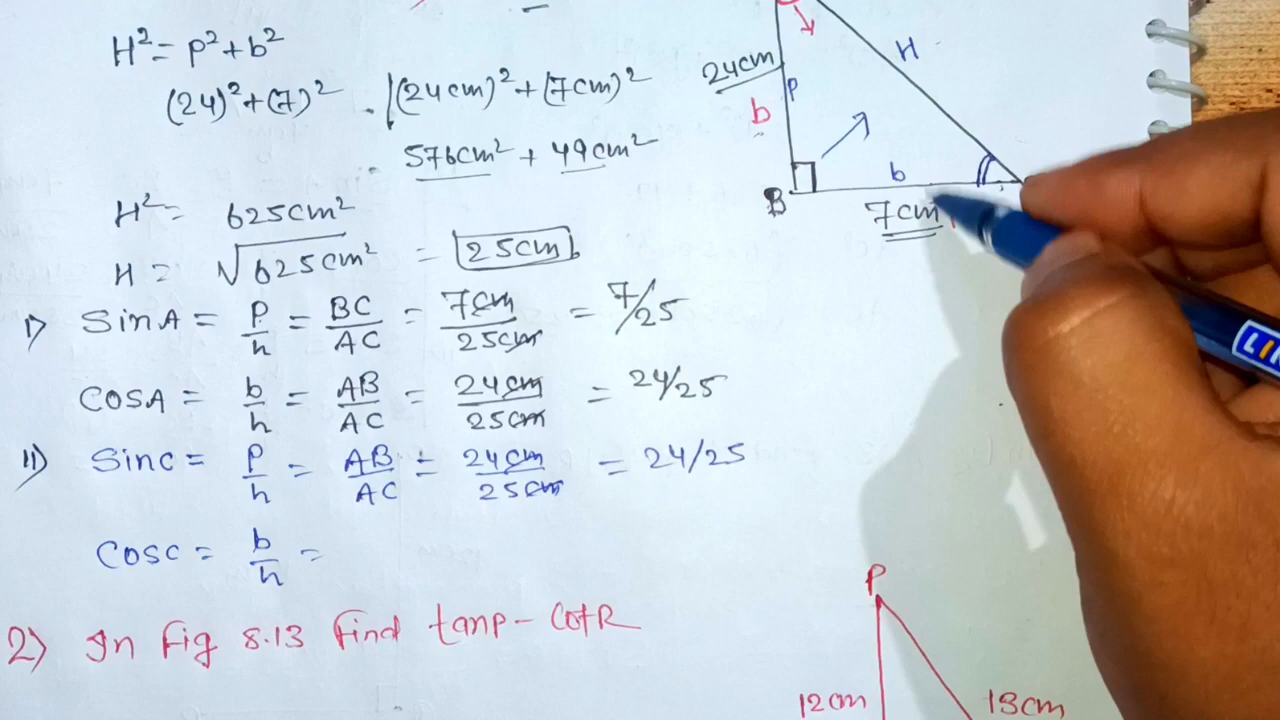 H² = p² + b²
(24)² + (7)² . (24cm)² + (7cm)²
576cm² + 49cm²
H² = 625cm²
H = √625cm² = 25cm
24cm
H
p
b
b
B
7cm
I) SinA = P/h = BC/AC = 7cm/25cm = 7/25
COSA = b/h = AB/AC = 24cm/25cm = 24/25
II) Sinc = P/h = AB/AC = 24cm/25cm = 24/25
Cosc = b/h =
2) In Fig 8.13 Find tanp - CotR
P
12cm
13cm